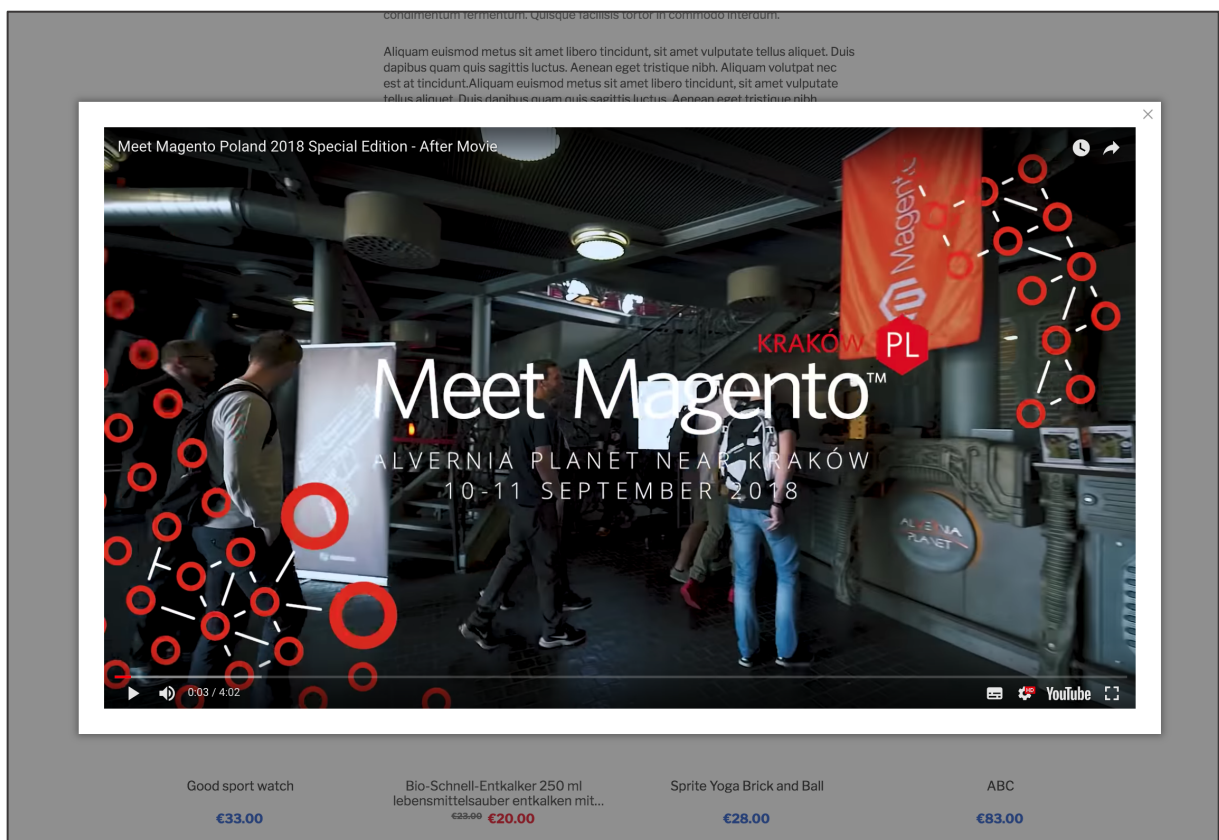 condimentum fermentum. Quisque facilisis tortor in commodo interdum.
Aliquam euismod metus sit amet libero tincidunt, sit amet vulputate tellus aliquet. Duis
dapibus quam quis sagittis luctus. Aenean eget tristique nibh. Aliquam volutpat nec
est at tincidunt.Aliquam euismod metus sit amet libero tincidunt, sit amet vulputate
tellus aliquet. Duis dapibus quam quis sagittis luctus. Aenean eget tristique nibh
Meet Magento Poland 2018 Special Edition - After Movie
Magento
KRAKÓW PL
Meet Magento™
ALVERNIA PLANET NEAR KRAKÓW
10-11 SEPTEMBER 2018
ALVERNIA
PLANET
0:03 / 4:02
HD
YouTube
Good sport watch
€33.00
Bio-Schnell-Entkalker 250 ml
lebensmittelsauber entkalken mit...
€23.00 €20.00
Sprite Yoga Brick and Ball
€28.00
ABC
€83.00